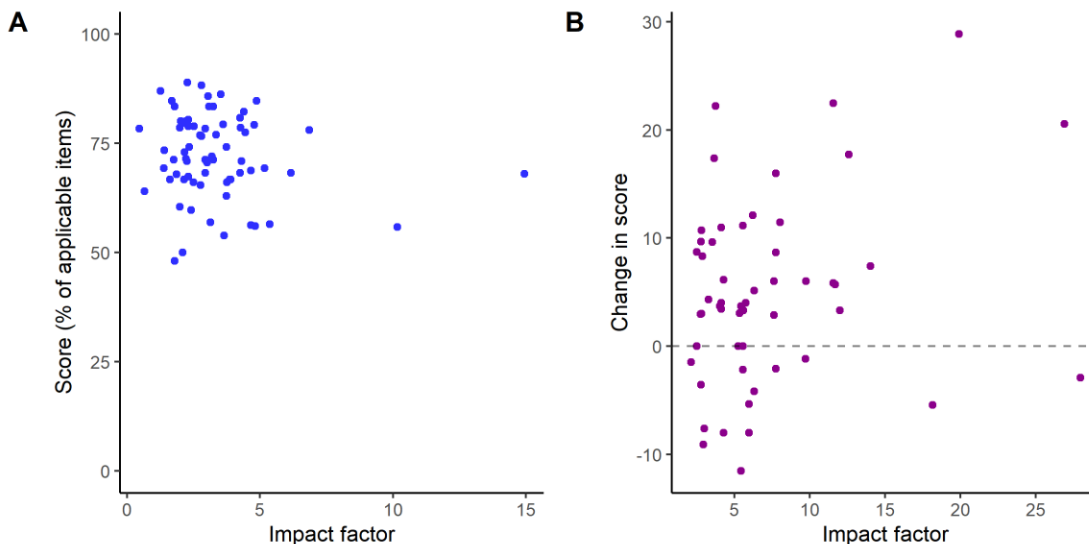 A
Score (% of applicable items)
100
75
50
25
0
0 5 10 15
Impact factor
B
Change in score
30
20
10
0
-10
5 10 15 20 25
Impact factor